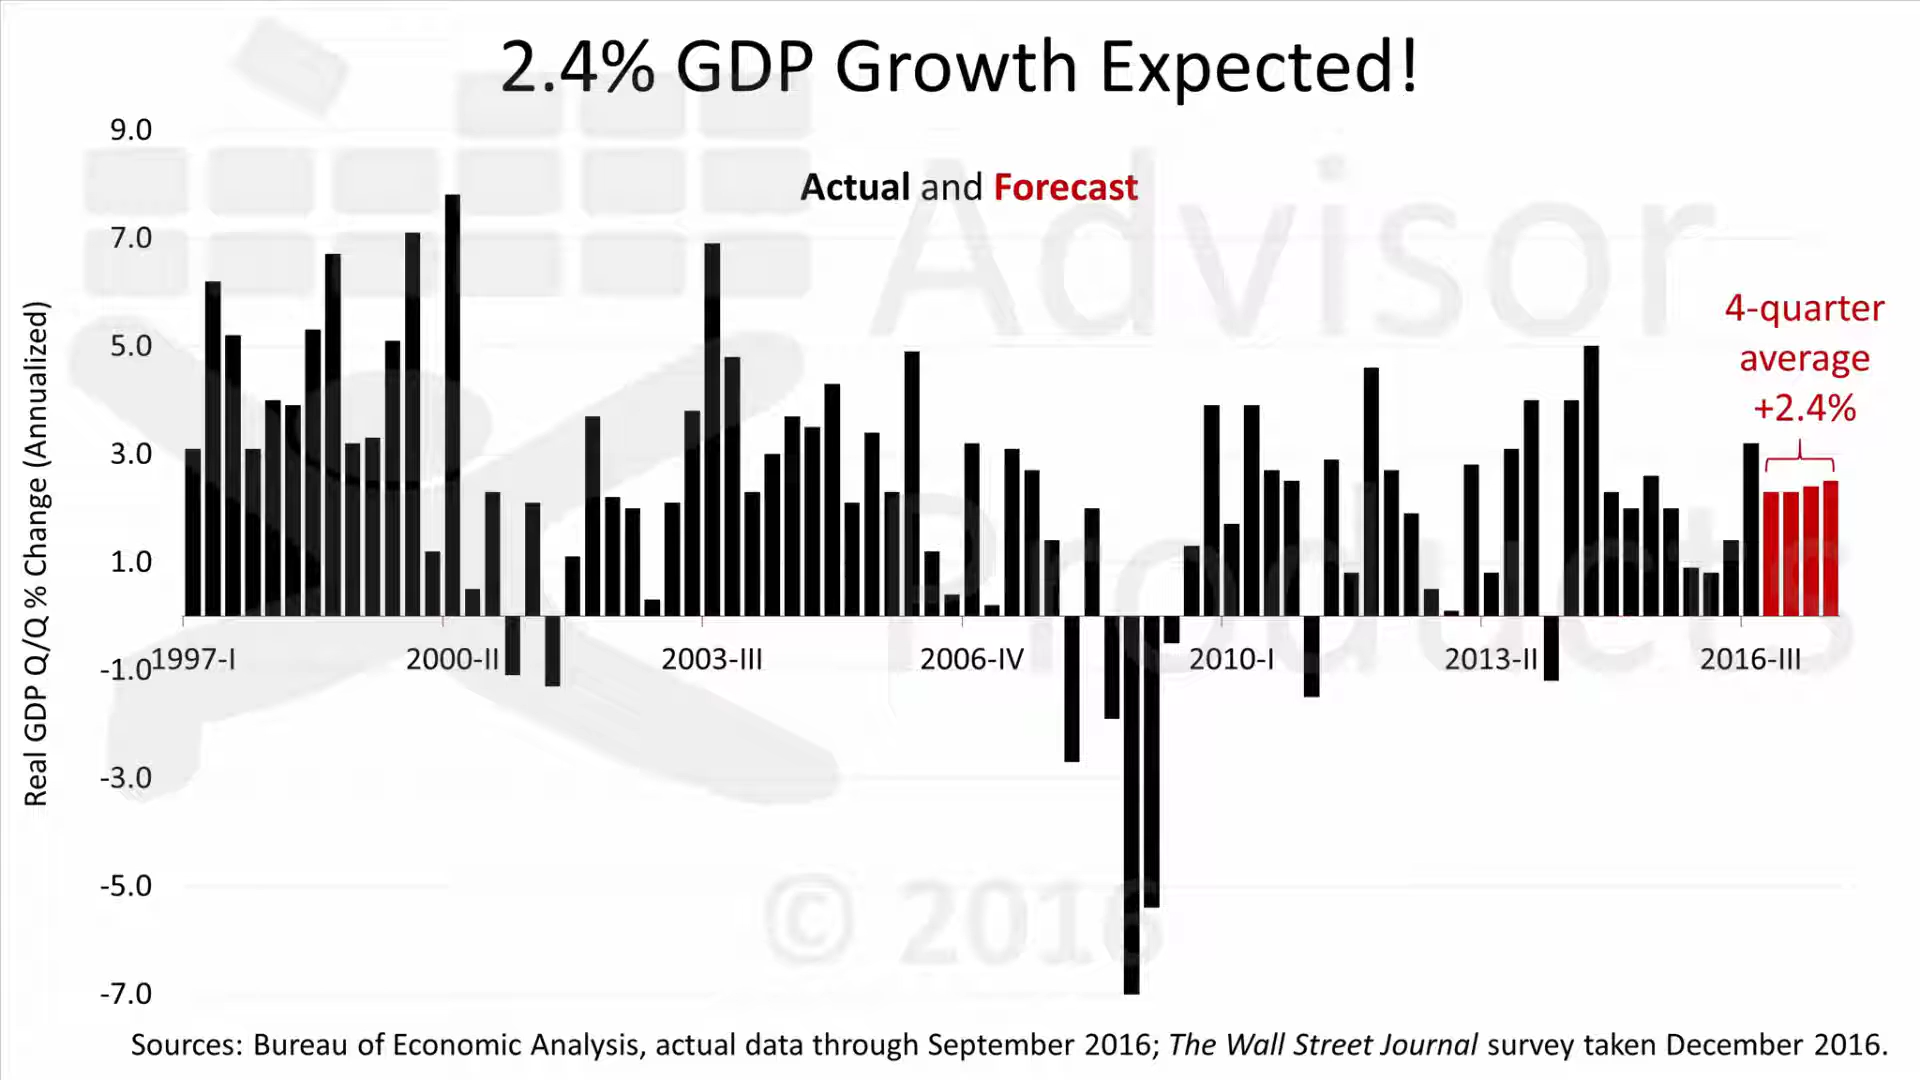 2.4% GDP Growth Expected!
Actual and Forecast
9.0
7.0
5.0
3.0
1.0
-1.0
-3.0
-5.0
-7.0
Real GDP Q/Q % Change (Annualized)
1997-I
2000-II
2003-III
2006-IV
2010-I
2013-II
2016-III
4-quarter
average
+2.4%
Advisor
Products
© 2016
Sources: Bureau of Economic Analysis, actual data through September 2016; The Wall Street Journal survey taken December 2016.